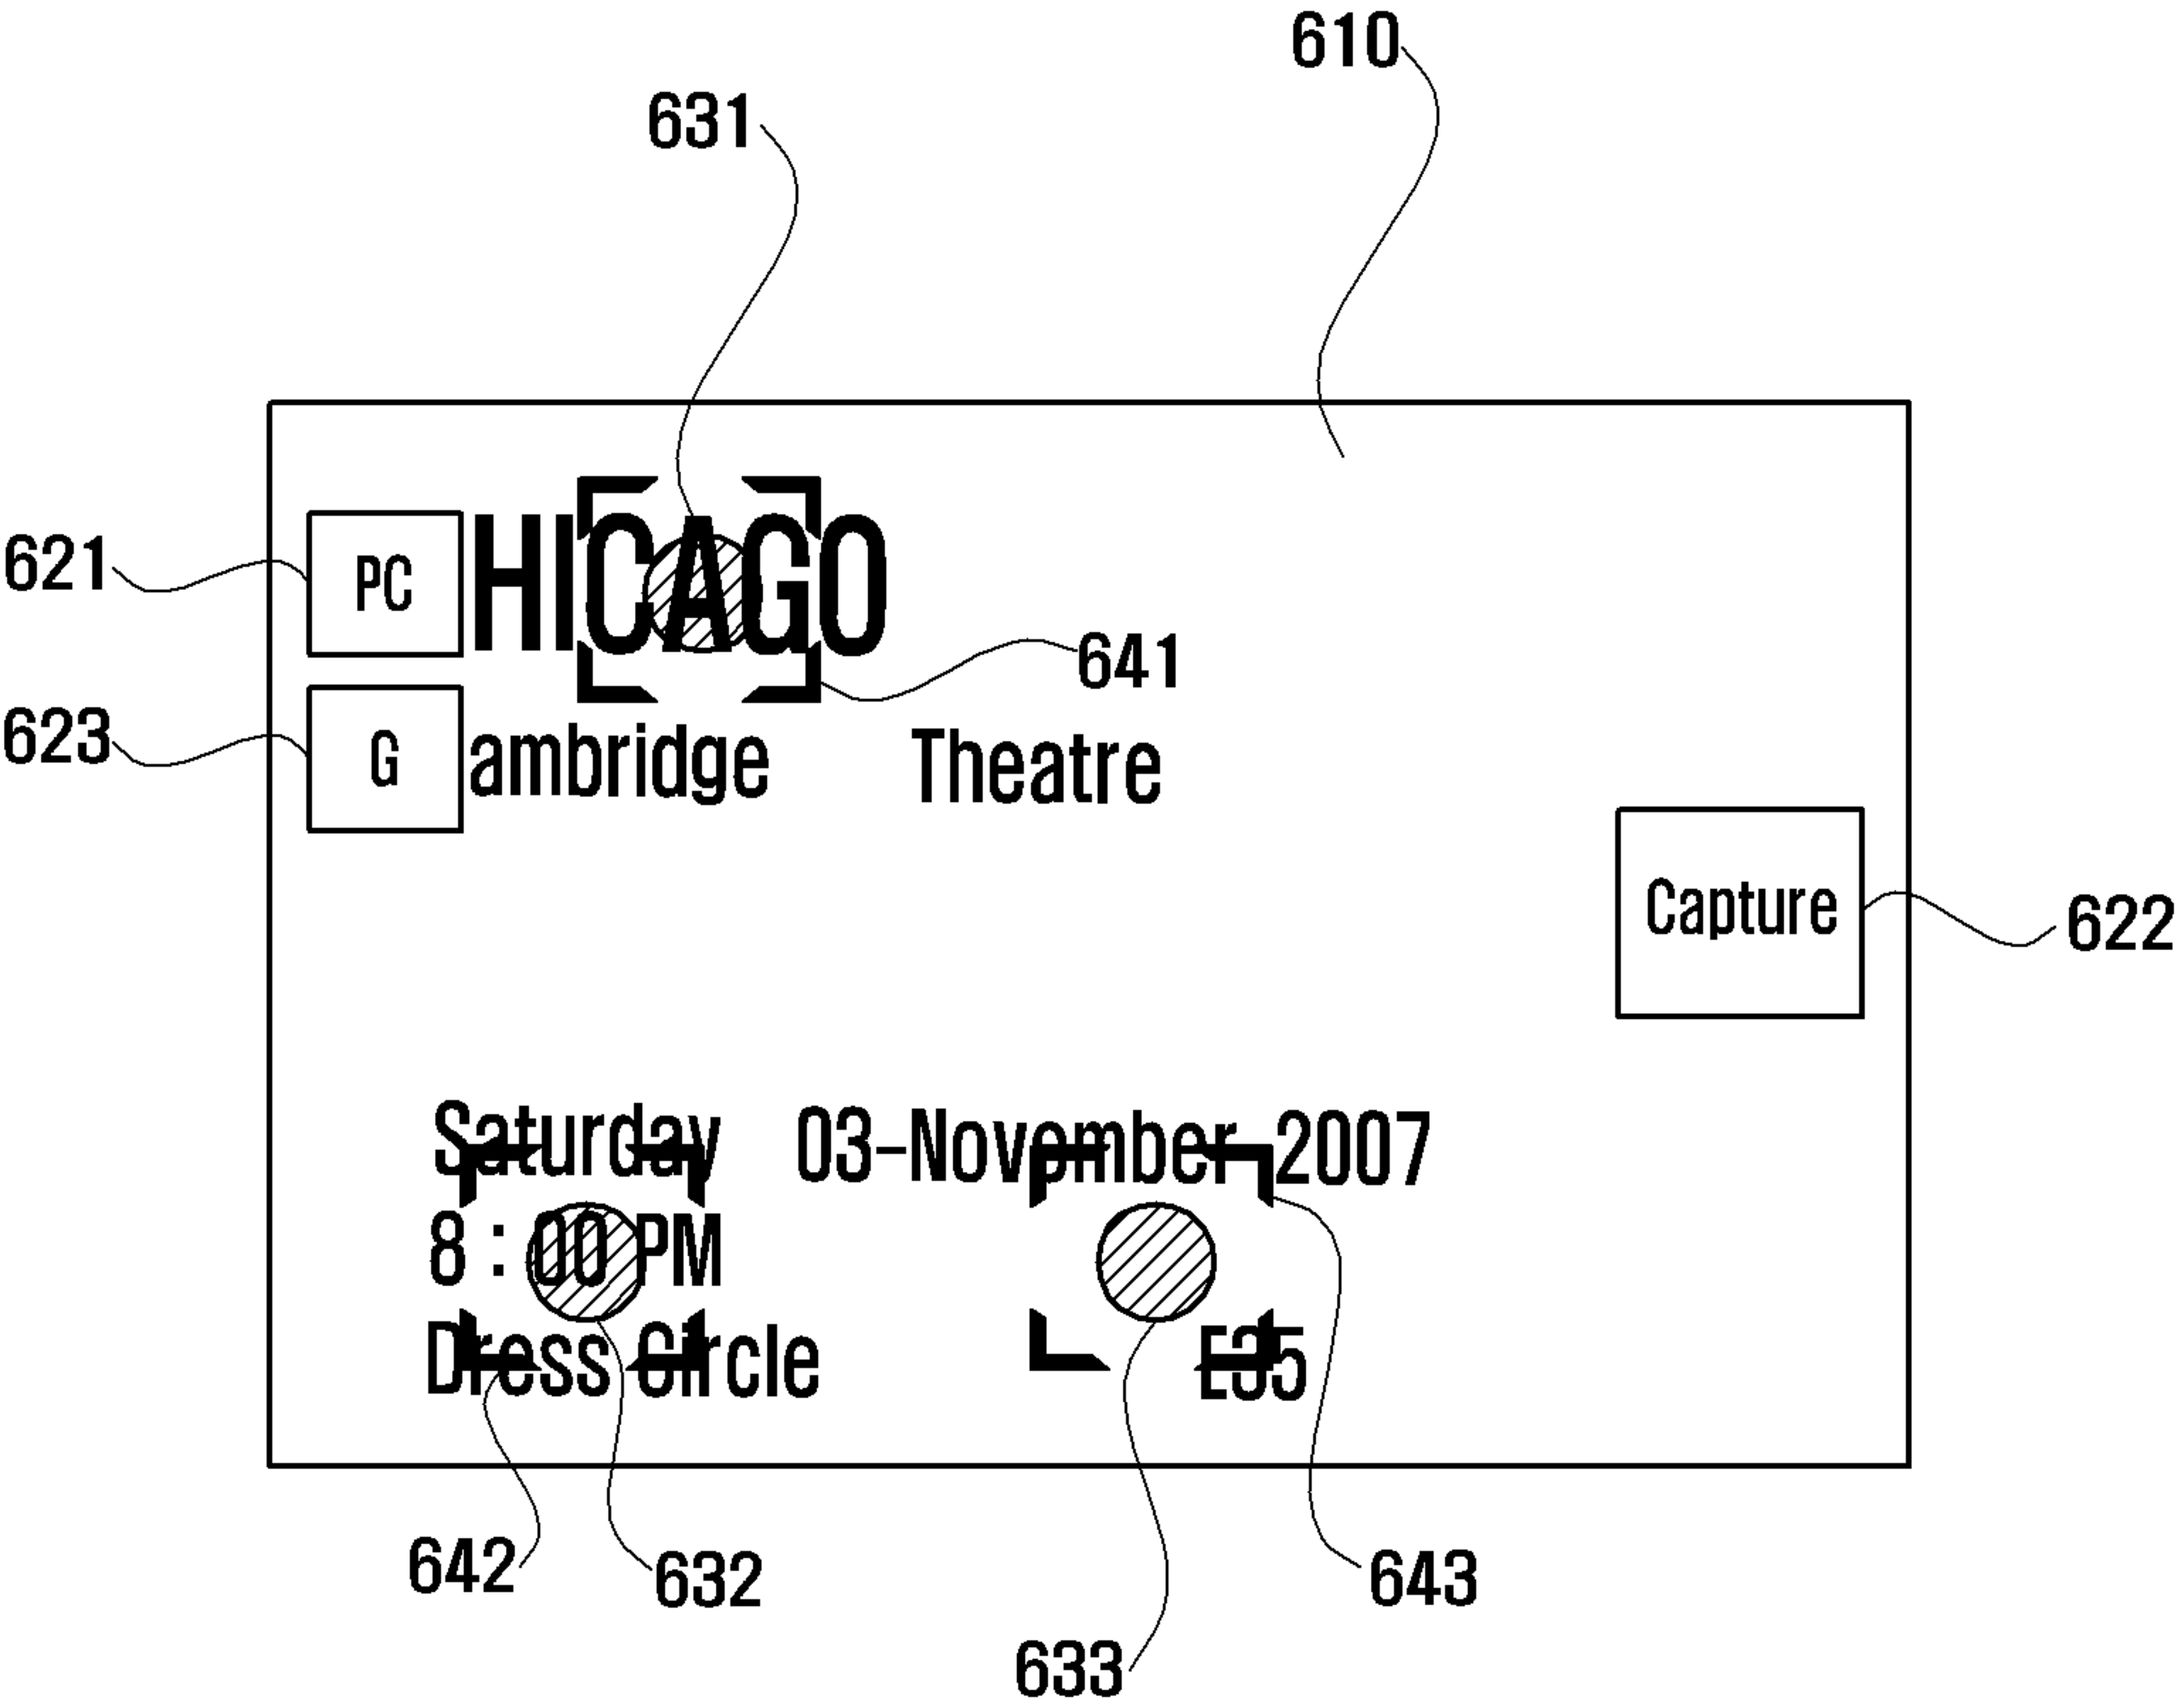 610
631
621
PC
HICAGO
641
623
G
ambridge Theatre
Capture
622
Saturday 03-November-2007
8 : 00 PM
Dress Circle E35
642
632
643
633